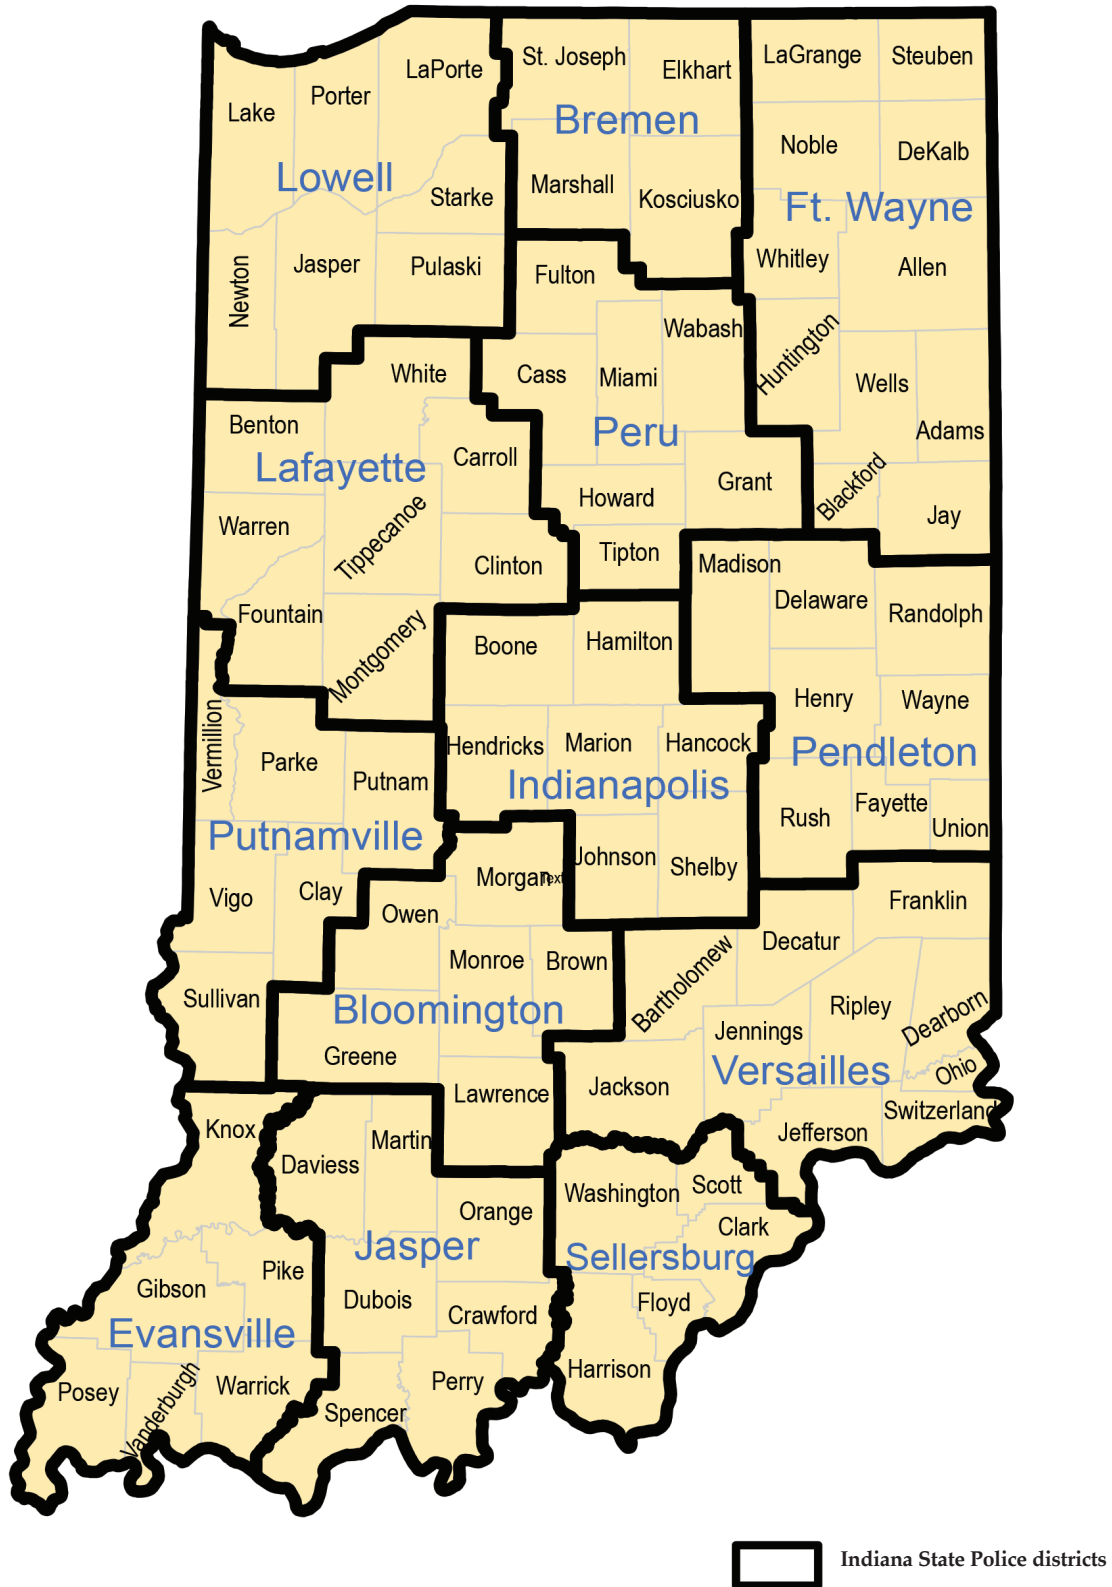 St. Joseph
LaGrange
Steuben
LaPorte
Elkhart
Porter
Lake
Bremen
Noble
DeKalb
Lowell
Marshall
Starke
Kosciusko
Ft. Wayne
Whitley
Newton
Jasper
Pulaski
Fulton
Allen
Wabash
Huntington
White
Cass
Miami
Wells
Benton
Peru
Adams
Lafayette
Carroll
Grant
Blackford
Howard
Warren
Tippecanoe
Jay
Tipton
Clinton
Madison
Delaware
Fountain
Randolph
Montgomery
Boone
Hamilton
Henry
Wayne
Vermillion
Hendricks
Marion
Hancock
Parke
Pendleton
Putnam
Indianapolis
Rush
Fayette
Putnamville
Union
Johnson
Shelby
Morgan
Text
Vigo
Clay
Owen
Franklin
Decatur
Monroe
Brown
Bartholomew
Sullivan
Bloomington
Ripley
Dearborn
Jennings
Greene
Versailles
Ohio
Lawrence
Jackson
Switzerland
Knox
Martin
Jefferson
Daviess
Washington
Scott
Orange
Clark
Jasper
Sellersburg
Pike
Gibson
Dubois
Crawford
Floyd
Evansville
Harrison
Posey
Vanderburgh
Warrick
Perry
Spencer
Indiana State Police districts